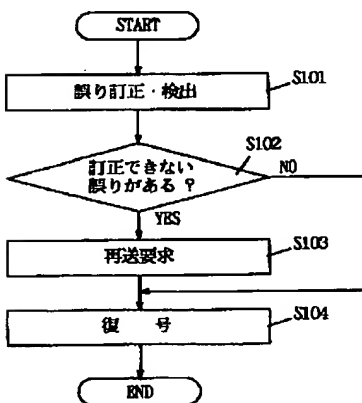 START
誤り訂正・検出
S101
S102
訂正できない
誤りがある ?
NO
YES
再送要求
S103
復 号
S104
END